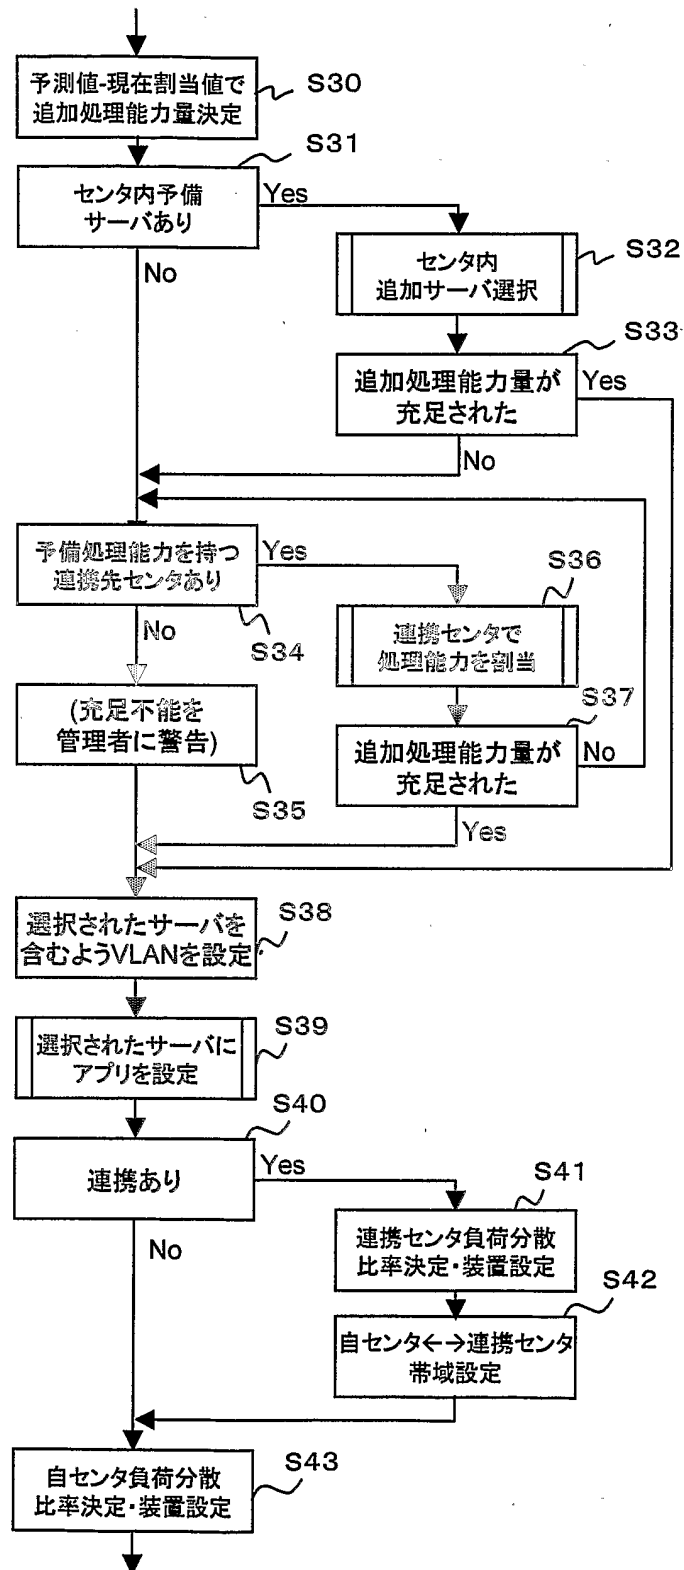 予測値-現在割当値で
追加処理能力量決定
S30
S31
センタ内予備
サーバあり
Yes
No
センタ内
追加サーバ選択
S32
S33
追加処理能力量が
充足された
Yes
No
予備処理能力を持つ
連携先センタあり
Yes
S34
No
S36
連携センタで
処理能力を割当
(充足不能を
管理者に警告)
S35
S37
追加処理能力量が
充足された
No
Yes
選択されたサーバを
含むようVLANを設定
S38
選択されたサーバに
アプリを設定
S39
S40
連携あり
Yes
No
S41
連携センタ負荷分散
比率決定・装置設定
S42
自センタ←→連携センタ
帯域設定
自センタ負荷分散
比率決定・装置設定
S43